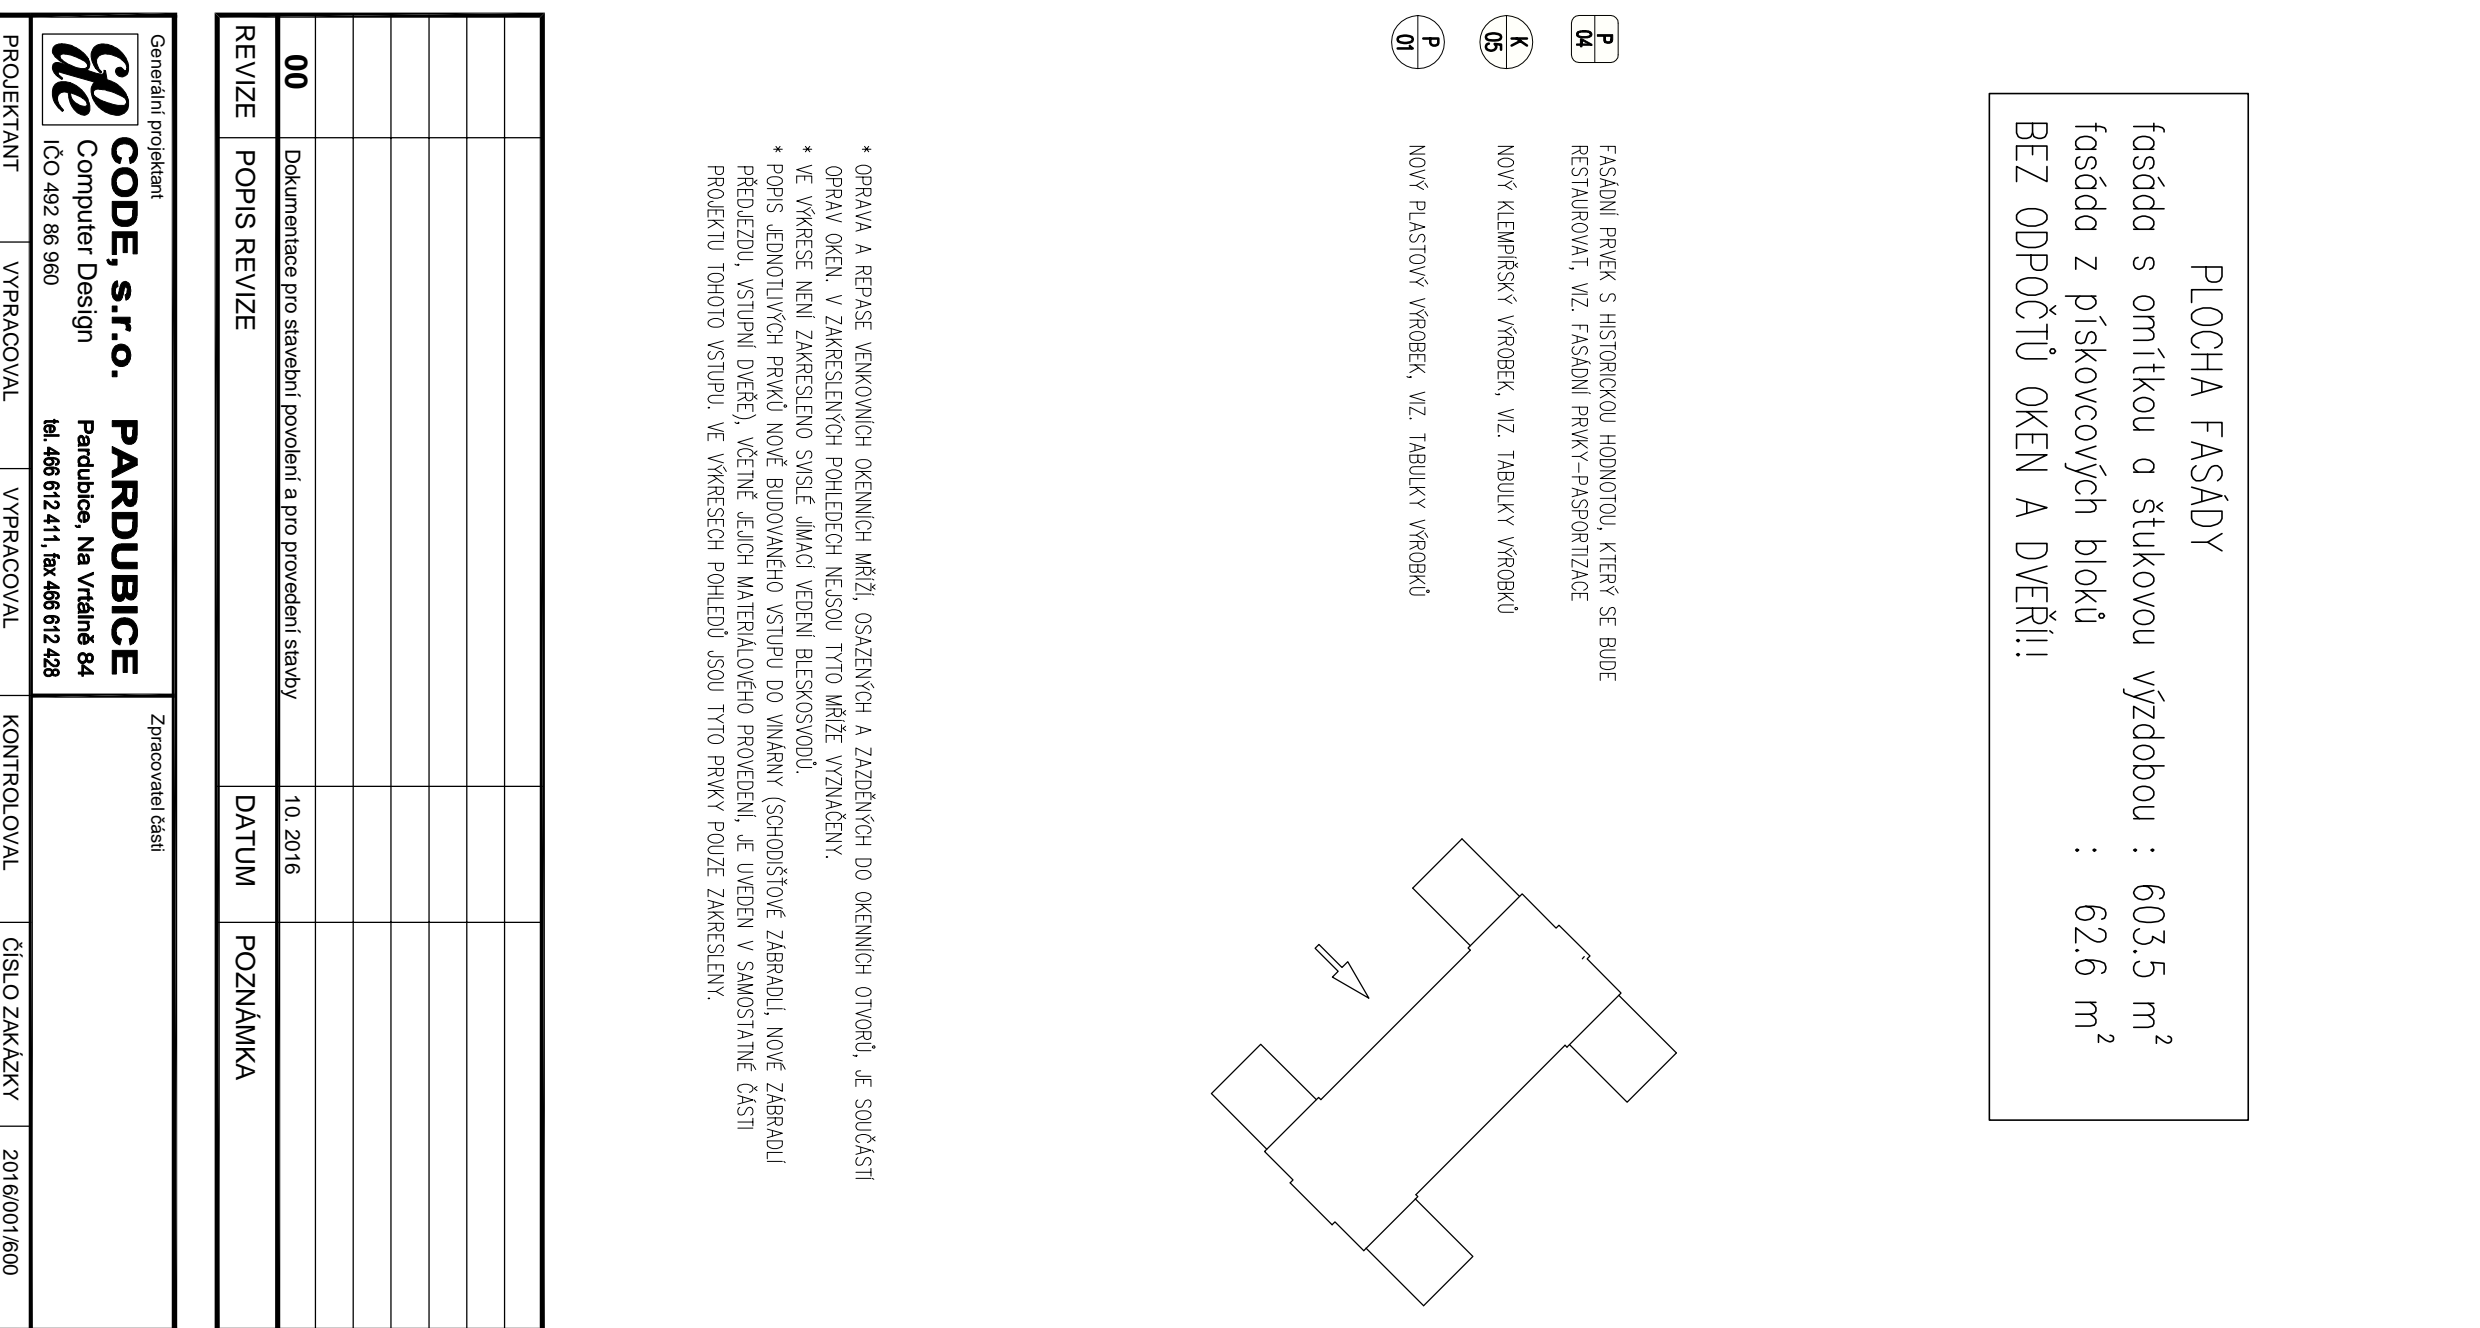 PLOCHA FASÁDY
fasáda s omítkou a štukovou výzdobou : 603.5 m²
fasáda z pískovcových bloků : 62.6 m²
BEZ ODPOČTŮ OKEN A DVEŘÍ!!!
P
04
FASÁDNÍ PRVEK S HISTORICKOU HODNOTOU, KTERÝ SE BUDE
RESTAUROVAT, VIZ. FASÁDNÍ PRVKY-PASPORTIZACE
K
05
NOVÝ KLEMPÍŘSKÝ VÝROBEK, VIZ. TABULKY VÝROBKŮ
P
01
NOVÝ PLASTOVÝ VÝROBEK, VIZ. TABULKY VÝROBKŮ
* OPRAVA A REPASE VENKOVNÍCH OKENNÍCH MŘÍŽÍ, OSAZENÝCH A ZAZDĚNÝCH DO OKENNÍCH OTVORŮ, JE SOUČÁSTÍ
OPRAV OKEN. V ZAKRESLENÝCH POHLEDECH NEJSOU TYTO MŘÍŽE VYZNAČENY.
* VE VÝKRESE NENÍ ZAKRESLENO SVISLÉ JÍMACÍ VEDENÍ BLESKOSVODŮ.
* POPIS JEDNOTLIVÝCH PRVKŮ NOVĚ BUDOVANÉHO VSTUPU DO VINÁRNY (SCHODIŠŤOVÉ ZÁBRADLÍ, NOVÉ ZÁBRADLÍ
PŘEDJEZDU, VSTUPNÍ DVEŘE), VČETNĚ JEJICH MATERIÁLOVÉHO PROVEDENÍ, JE UVEDEN V SAMOSTATNÉ ČÁSTI
PROJEKTU TOHOTO VSTUPU. VE VÝKRESECH POHLEDŮ JSOU TYTO PRVKY POUZE ZAKRESLENY.
00 Dokumentace pro stavební povolení a pro provedení stavby 10. 2016
REVIZE POPIS REVIZE DATUM POZNÁMKA
Generální projektant
Zpracovatel části
code
CODE, s.r.o. PARDUBICE
Computer Design Pardubice, Na Vrtálně 84
IČO 492 86 960 tel. 466 612 411, fax 466 612 428
PROJEKTANT VYPRACOVAL VYPRACOVAL KONTROLOVAL ČÍSLO ZAKÁZKY 2016/001/600